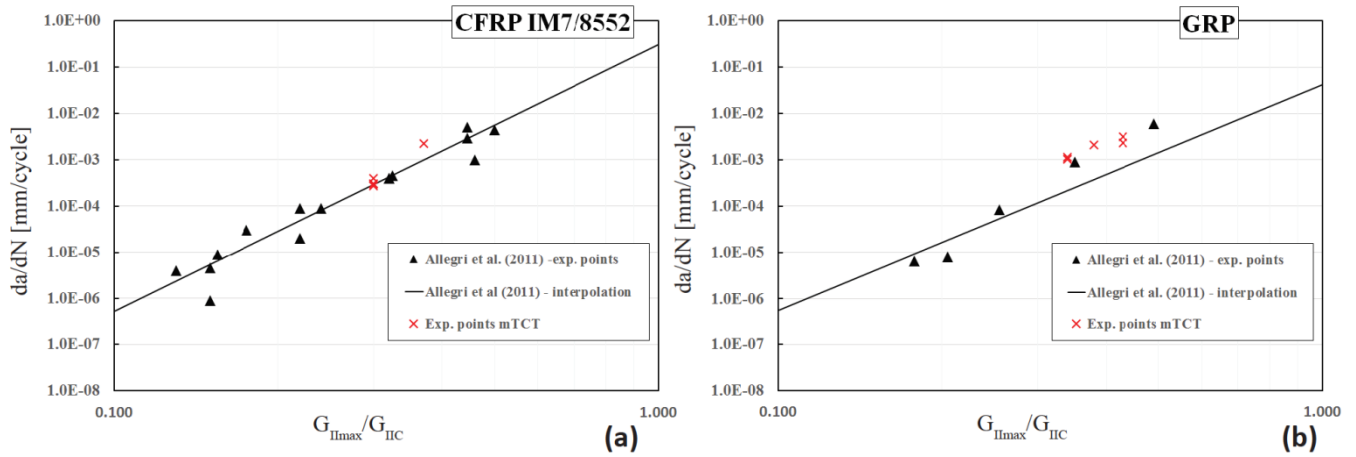 CFRP IM7/8552
1.0E+00
1.0E-01
1.0E-02
1.0E-03
1.0E-04
1.0E-05
1.0E-06
1.0E-07
1.0E-08
da/dN [mm/cycle]
Allegri et al. (2011) -exp. points
Allegri et al (2011) - interpolation
Exp. points mTCT
0.100
1.000
GIImax/GIIC
(a)
GRP
1.0E+00
1.0E-01
1.0E-02
1.0E-03
1.0E-04
1.0E-05
1.0E-06
1.0E-07
1.0E-08
da/dN [mm/cycle]
Allegri et al. (2011) - exp. points
Allegri et al. (2011) - interpolation
Exp. points mTCT
0.100
1.000
GIImax/GIIC
(b)